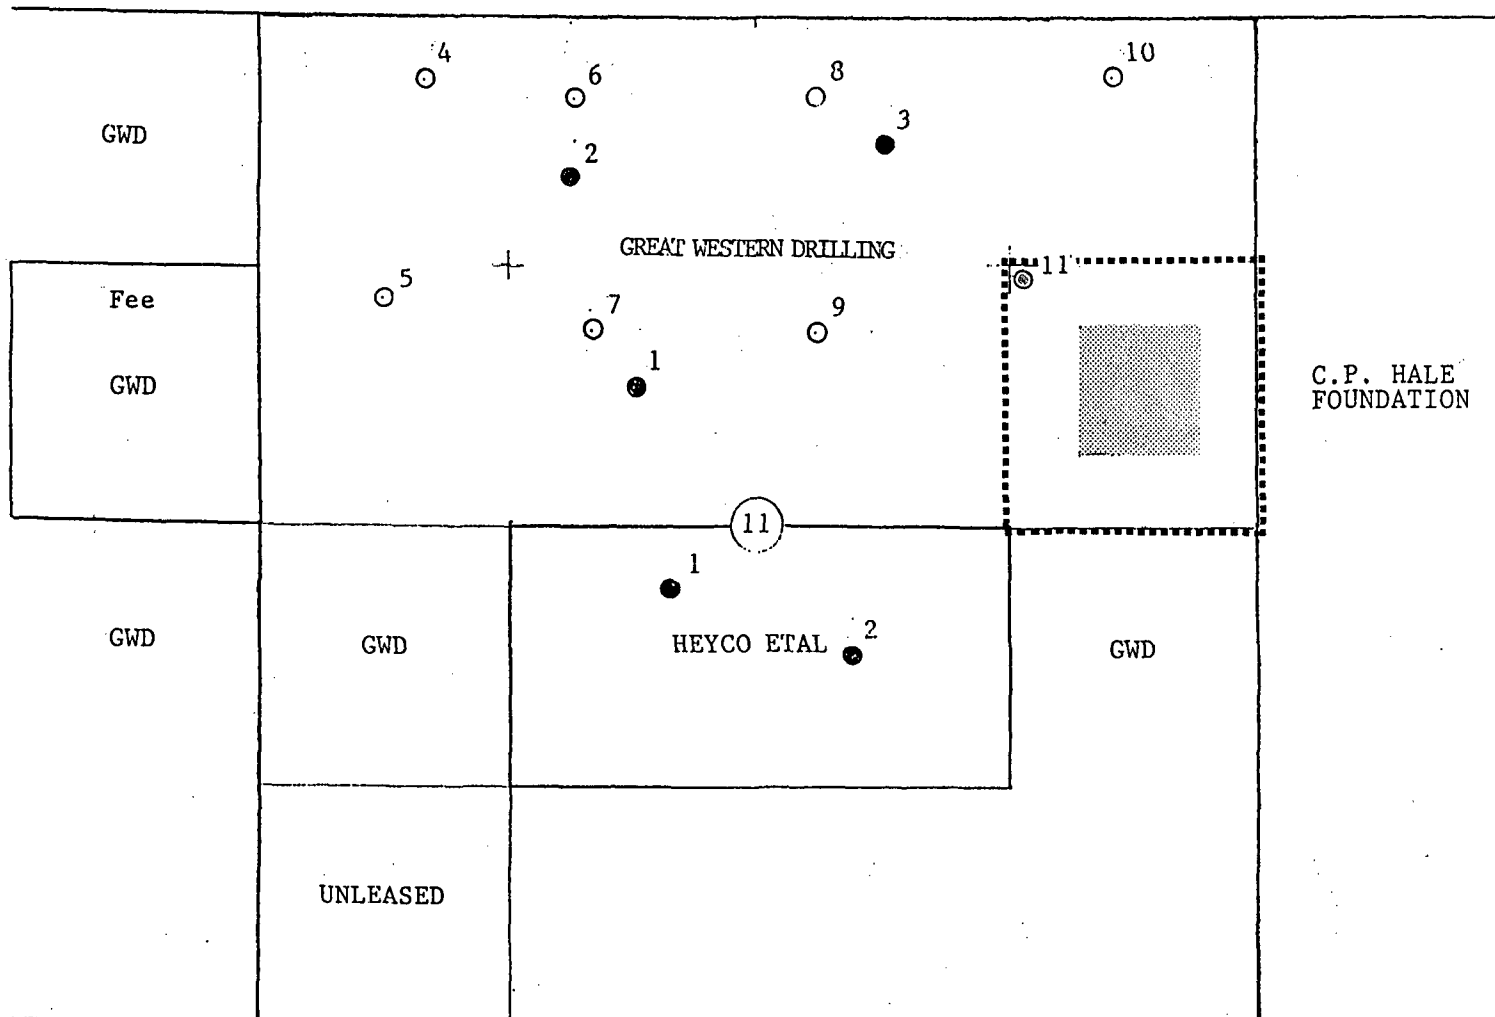 4
6
8
10
GWD
3
2
GREAT WESTERN DRILLING
11
Fee
5
7
9
GWD
1
C.P. HALE
FOUNDATION
11
1
GWD
GWD
HEYCO ETAL
2
GWD
UNLEASED